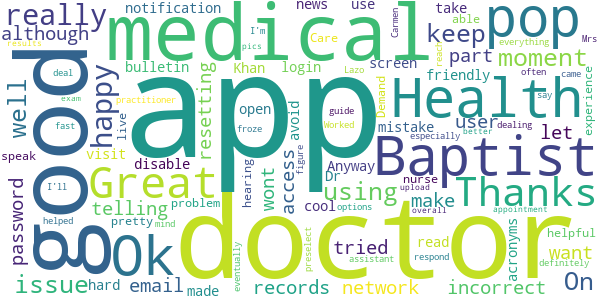 really
notification
news
use
take
able
everything
although
results
medical
I'm
pics
Care
Carmen
keep
pop
reach
Mrs
part
moment
bulletin
Khan
login
Lazo
screen
deal
often
came
exam
practitioner
open
guide
friendly
say
well
good
happy
app
Health
experience
fast
live
resetting
froze
Worked
Demand
user
let
avoid
mistake
especially
better
dealing
speak
disable
Anyway
Baptist
I'll
visit
hearing
figure
nurse
upload
Great
access
Dr
using
overall
appointment
password
telling
wont
cool
options
make
Thanks
problem
helped
pretty
mind
tried
read
acronyms
helpful
Ok
doctor
preselect
respond
want
issue
hard
email
made
eventually
records
assistant
network
incorrect
definitely
On